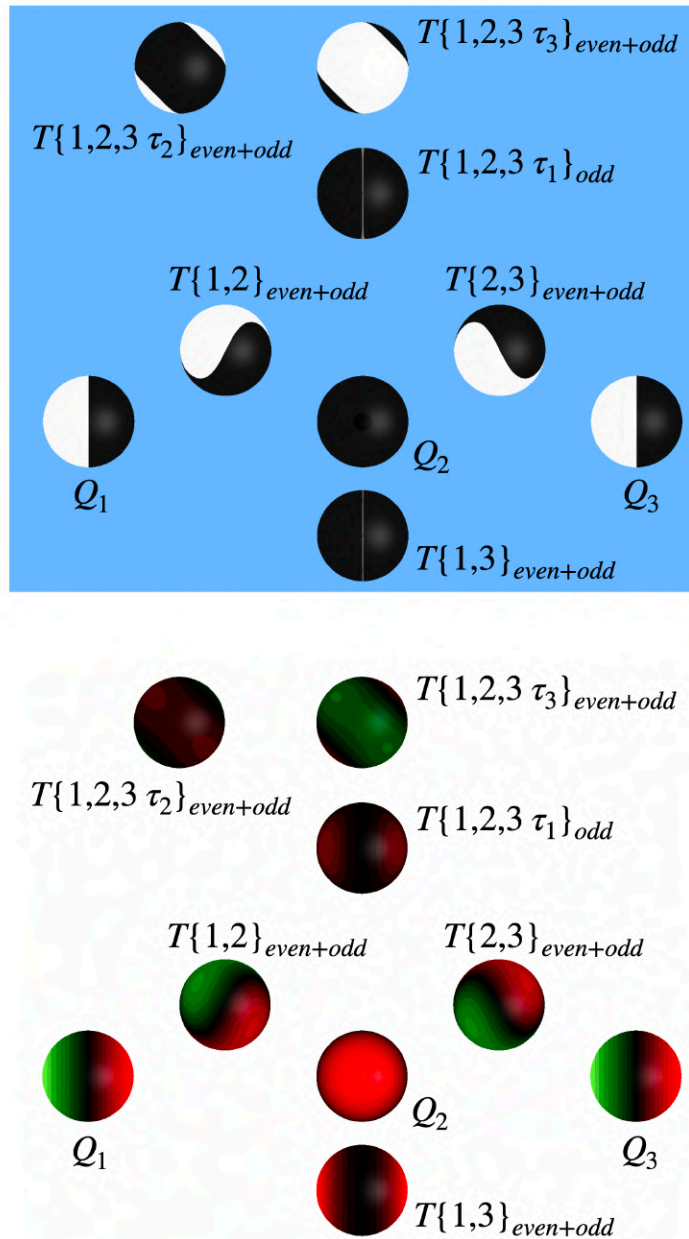 T{1,2,3 τ₃}ₑᵥₑₙ₊ₒdd
T{1,2,3 τ₂}ₑᵥₑₙ₊ₒdd
T{1,2,3 τ₁}ₒdd
T{1,2}ₑᵥₑₙ₊ₒdd
T{2,3}ₑᵥₑₙ₊ₒdd
Q₂
Q₁
Q₃
T{1,3}ₑᵥₑₙ₊ₒdd
T{1,2,3 τ₃}ₑᵥₑₙ₊ₒdd
T{1,2,3 τ₂}ₑᵥₑₙ₊ₒdd
T{1,2,3 τ₁}ₒdd
T{1,2}ₑᵥₑₙ₊ₒdd
T{2,3}ₑᵥₑₙ₊ₒdd
Q₂
Q₁
Q₃
T{1,3}ₑᵥₑₙ₊ₒdd